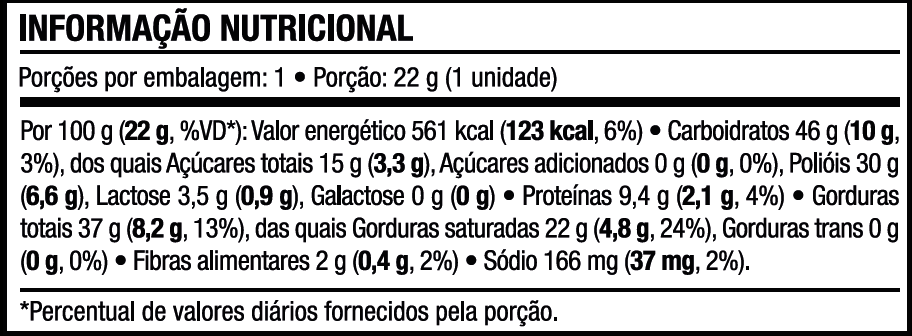 INFORMAÇÃO NUTRICIONAL
Porções por embalagem: 1 • Porção: 22 g (1 unidade)
Por 100 g (22 g, %VD*): Valor energético 561 kcal (123 kcal, 6%) • Carboidratos 46 g (10 g,
3%), dos quais Açúcares totais 15 g (3,3 g), Açúcares adicionados 0 g (0 g, 0%), Polióis 30 g
(6,6 g), Lactose 3,5 g (0,9 g), Galactose 0 g (0 g) • Proteínas 9,4 g (2,1 g, 4%) • Gorduras
totais 37 g (8,2 g, 13%), das quais Gorduras saturadas 22 g (4,8 g, 24%), Gorduras trans 0 g
(0 g, 0%) • Fibras alimentares 2 g (0,4 g, 2%) • Sódio 166 mg (37 mg, 2%).
*Percentual de valores diários fornecidos pela porção.